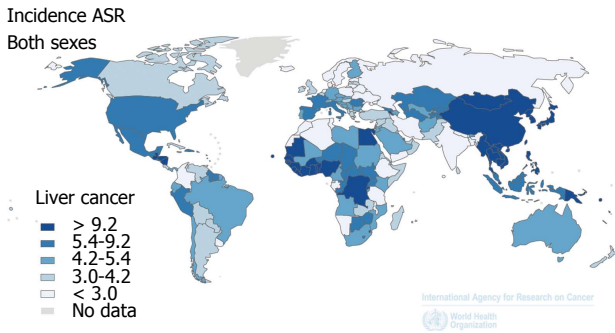 Incidence ASR
Both sexes
Liver cancer
> 9.2
5.4-9.2
4.2-5.4
3.0-4.2
< 3.0
No data
International Agency for Research on Cancer
World Health
Organization